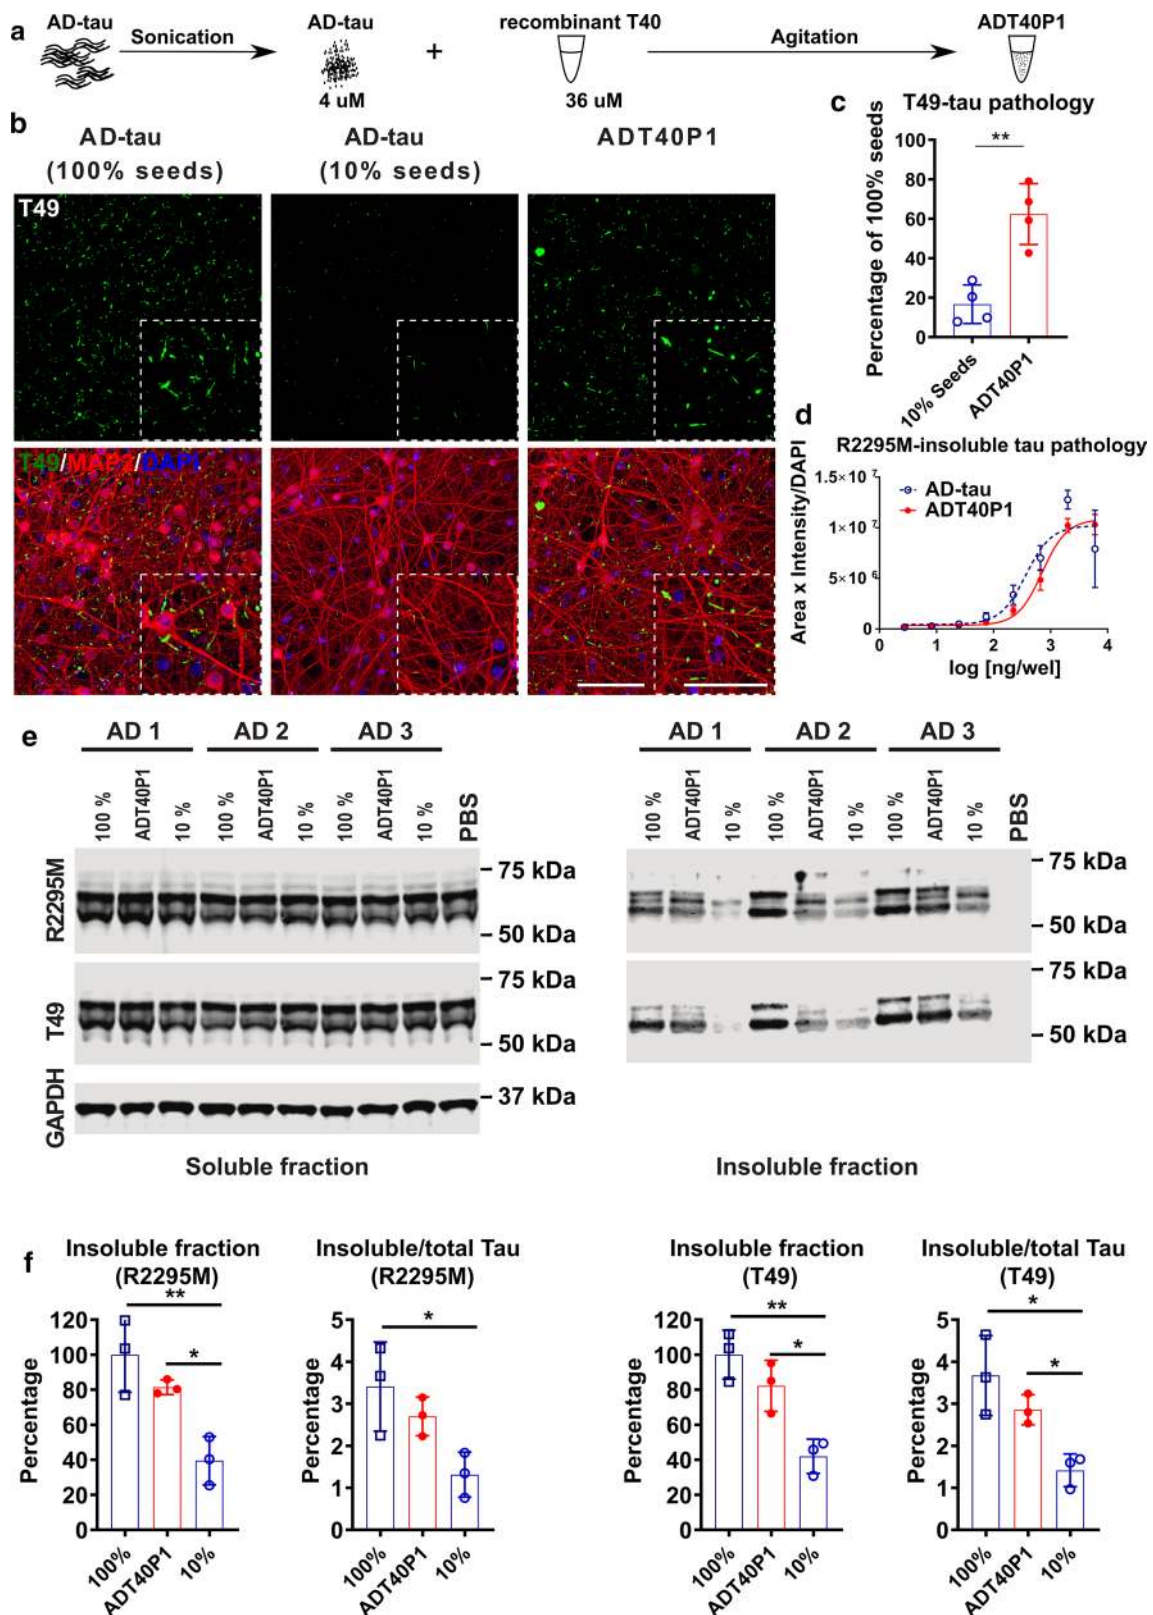 a
AD-tau
Sonication
AD-tau
4 uM
+
recombinant T40
36 uM
Agitation
ADT40P1
b
AD-tau
(100% seeds)
AD-tau
(10% seeds)
ADT40P1
T49
T49/MAP2/DAPI
c
T49-tau pathology
Percentage of 100% seeds
100
80
60
40
20
0
**
10% Seeds
ADT40P1
d
R2295M-insoluble tau pathology
Area x Intensity/DAPI
1.5×10 7
1×10 7
5×10 6
0
AD-tau
ADT40P1
0 1 2 3 4
log [ng/wel]
e
AD 1 AD 2 AD 3
100 % ADT40P1 10 % 100 % ADT40P1 10 % 100 % ADT40P1 10 % PBS
R2295M
75 kDa
50 kDa
T49
75 kDa
50 kDa
GAPDH
37 kDa
Soluble fraction
AD 1 AD 2 AD 3
100 % ADT40P1 10 % 100 % ADT40P1 10 % 100 % ADT40P1 10 % PBS
75 kDa
50 kDa
75 kDa
50 kDa
Insoluble fraction
f
Insoluble fraction
(R2295M)
**
*
Percentage
120
100
80
60
40
20
0
100% ADT40P1 10%
Insoluble/total Tau
(R2295M)
*
Percentage
5
4
3
2
1
0
100% ADT40P1 10%
Insoluble fraction
(T49)
**
*
Percentage
120
100
80
60
40
20
0
100% ADT40P1 10%
Insoluble/total Tau
(T49)
*
*
Percentage
5
4
3
2
1
0
100% ADT40P1 10%